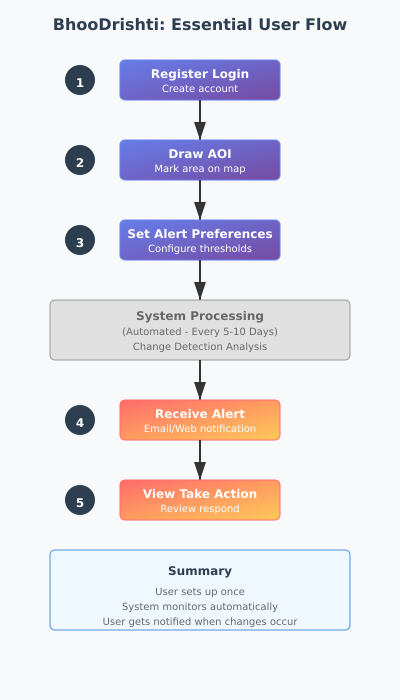 BhooDrishti: Essential User Flow
1
Register Login
Create account
2
Draw AOI
Mark area on map
3
Set Alert Preferences
Configure thresholds
System Processing
(Automated - Every 5-10 Days)
Change Detection Analysis
4
Receive Alert
Email/Web notification
5
View Take Action
Review respond
Summary
User sets up once
System monitors automatically
User gets notified when changes occur